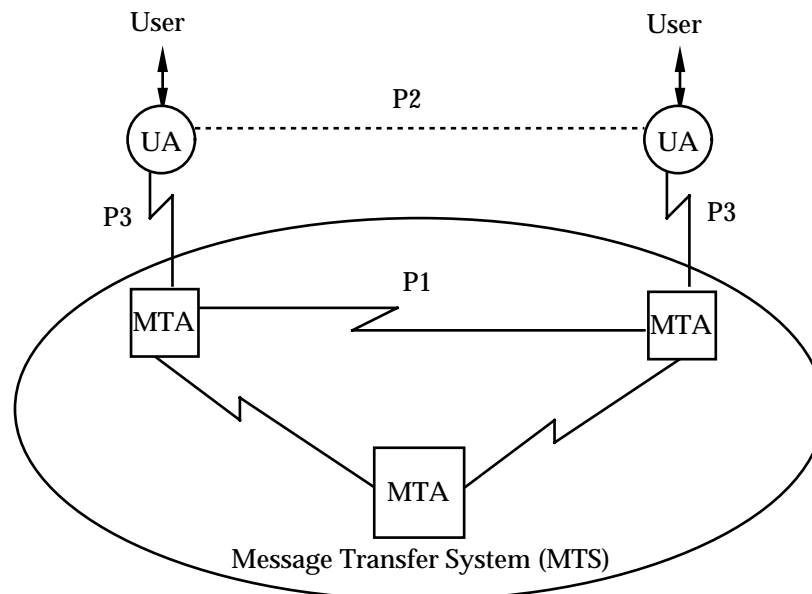 User
User
P2
UA
UA
P3
P3
P1
MTA
MTA
MTA
Message Transfer System (MTS)